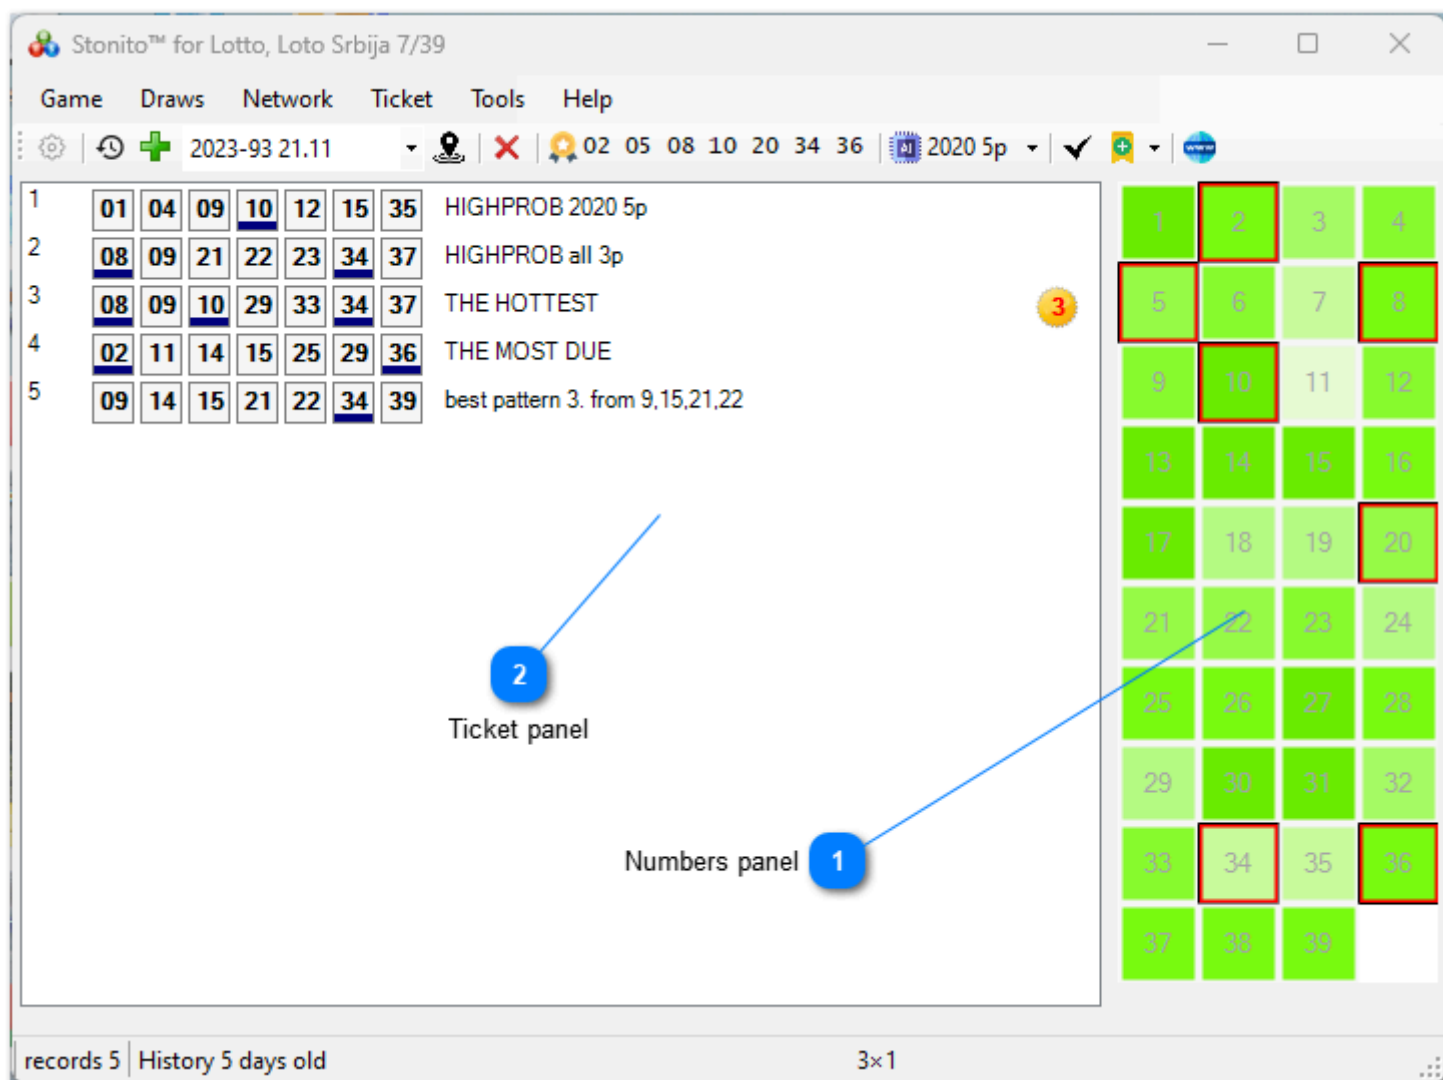 Stonito™ for Lotto, Loto Srbija 7/39
Game Draws Network Ticket Tools Help
2023-93 21.11 02 05 08 10 20 34 36 AI 2020 5p www
1 01 04 09 10 12 15 35 HIGHPROB 2020 5p
2 08 09 21 22 23 34 37 HIGHPROB all 3p
3 08 09 10 29 33 34 37 THE HOTTEST 3
4 02 11 14 15 25 29 36 THE MOST DUE
5 09 14 15 21 22 34 39 best pattern 3. from 9,15,21,22
2
Ticket panel
Numbers panel 1
1 2 3 4
5 6 7 8
9 10 11 12
13 14 15 16
17 18 19 20
21 22 23 24
25 26 27 28
29 30 31 32
33 34 35 36
37 38 39
records 5 History 5 days old 3×1